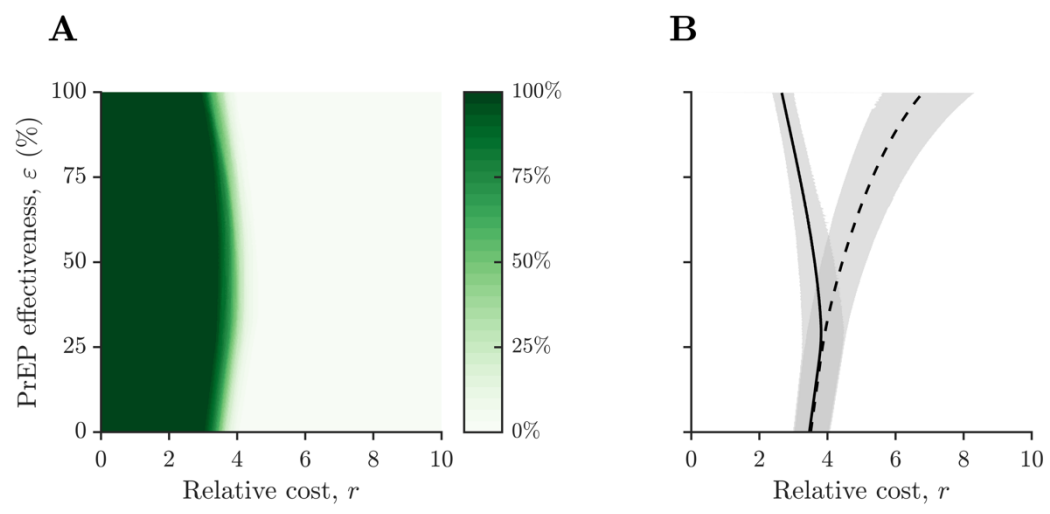 A
B
PrEP effectiveness, ε (%)
100
75
50
25
0
0 2 4 6 8 10
Relative cost, r
100%
75%
50%
25%
0%
0 2 4 6 8 10
Relative cost, r